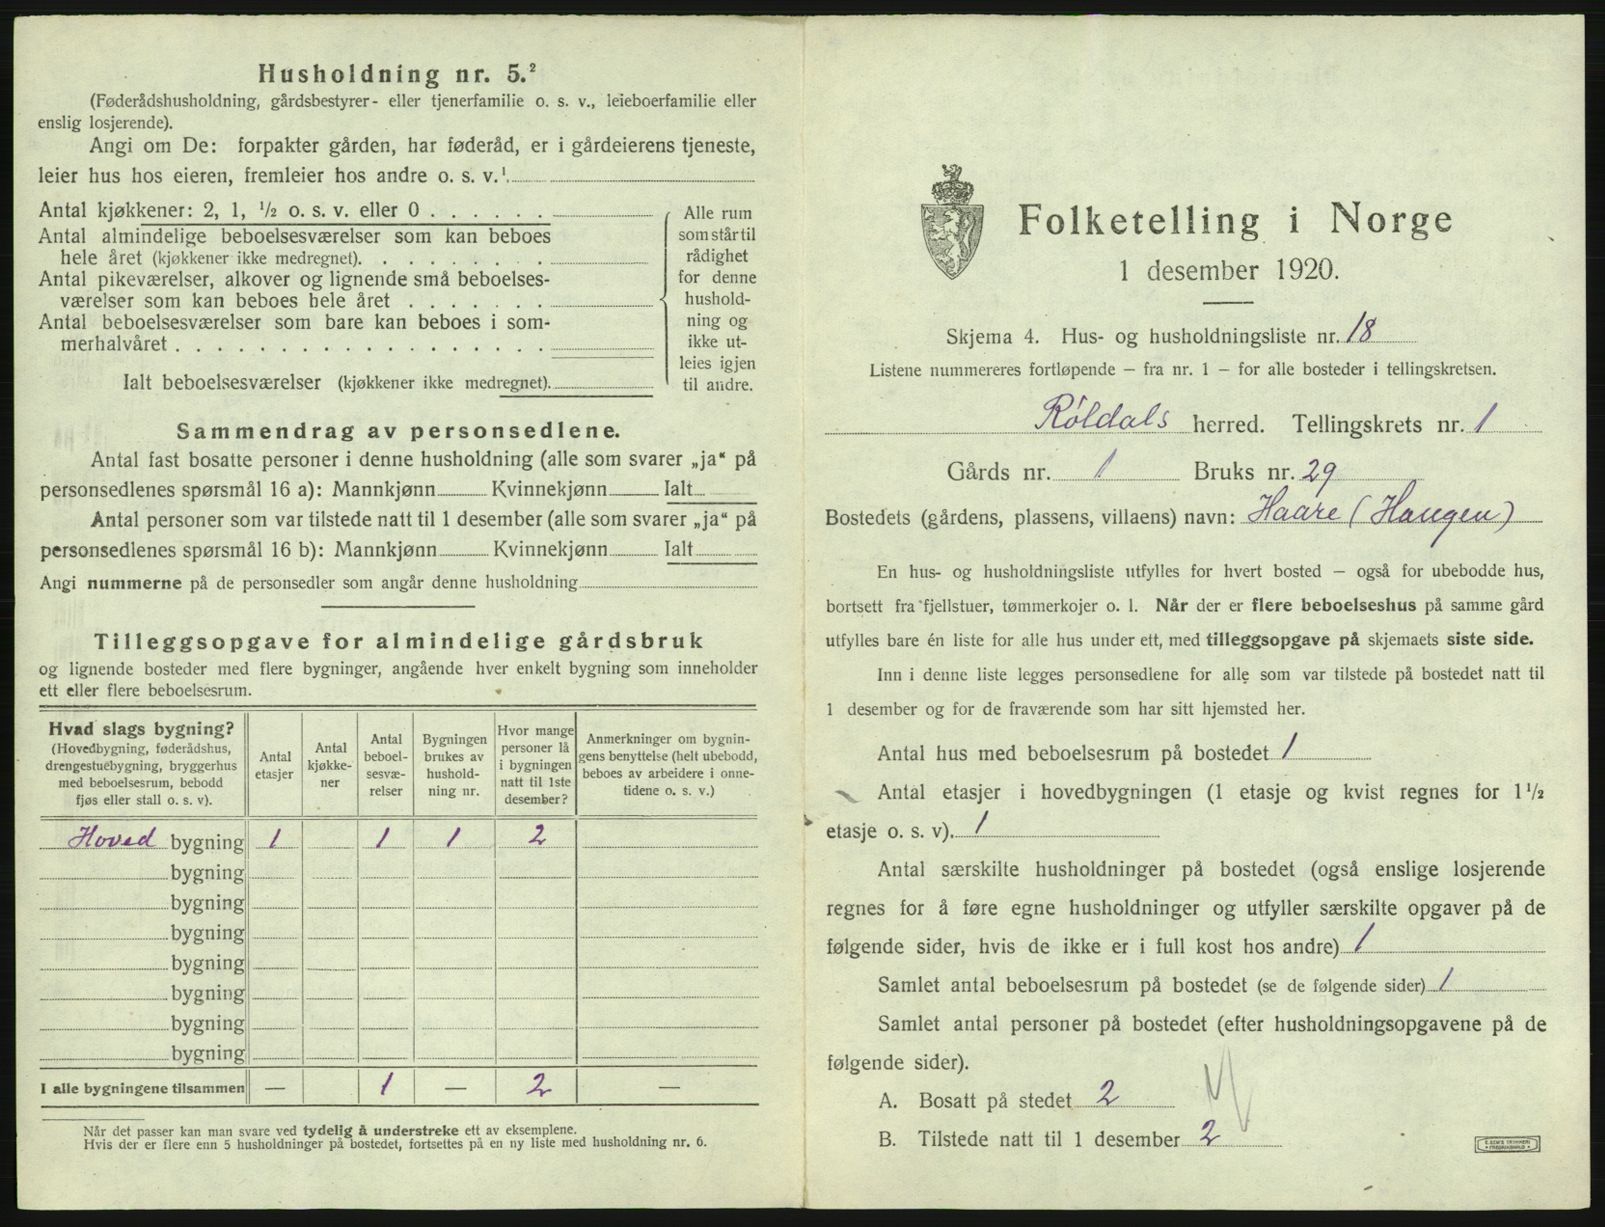 Husholdning nr. 5.²
(Føderådshusholdning, gårdsbestyrer- eller tjenerfamilie o. s. v., leieboerfamilie eller
enslig losjerende).
Angi om De: forpakter gården, har føderåd, er i gårdeierens tjeneste,
leier hus hos eieren, fremleier hos andre o. s. v.¹
Antal kjøkkener: 2, 1, ½ o. s. v. eller 0 . . . . . .
Antal almindelige beboelsesværelser som kan beboes
hele året (kjøkkener ikke medregnet). . . . . . . . .
Antal pikeværelser, alkover og lignende små beboelses-
værelser som kan beboes hele året . . . . . . .
Antal beboelsesværelser som bare kan beboes i som-
merhalvåret . . . . . . . . . . . . . . . . . .
Ialt beboelsesværelser (kjøkkener ikke medregnet).
Alle rum
som står til
rådighet
for denne
hushold-
ning og
ikke ut-
leies igjen
til andre.
Sammendrag av personsedlene.
Antal fast bosatte personer i denne husholdning (alle som svarer „ja“ på
personsedlenes spørsmål 16 a): Mannkjønn Kvinnekjønn Ialt
Antal personer som var tilstede natt til 1 desember (alle som svarer „ja“ på
personsedlenes spørsmål 16 b): Mannkjønn Kvinnekjønn Ialt
Angi nummerne på de personsedler som angår denne husholdning
Tilleggsopgave for almindelige gårdsbruk
og lignende bosteder med flere bygninger, angående hver enkelt bygning som inneholder
ett eller flere beboelsesrum.
Hvad slags bygning?
(Hovedbygning, føderådshus,
drengestuebygning, bryggerhus
med beboelsesrum, bebodd
fjøs eller stall o. s. v).
Antal
etasjer
Antal
kjøkke-
ner
Antal
beboel-
sesvæ-
relser
Bygningen
brukes av
hushold-
ning nr.
Hvor mange
personer lå
i bygningen
natt til 1ste
desember?
Anmerkninger om bygnin-
gens benyttelse (helt ubebodd,
beboes av arbeidere i onne-
tidene o. s. v.)
Hoved bygning 1 1 1 2
bygning
bygning
bygning
bygning
bygning
bygning
bygning
I alle bygningene tilsammen — 1 — 2 —
Når det passer kan man svare ved tydelig å understreke ett av eksemplene.
Hvis der er flere enn 5 husholdninger på bostedet, fortsettes på en ny liste med husholdning nr. 6.
Folketelling i Norge
1 desember 1920.
Skjema 4. Hus- og husholdningsliste nr. 18
Listene nummereres fortløpende – fra nr. 1 – for alle bosteder i tellingskretsen.
Røldals herred. Tellingskrets nr. 1
Gårds nr. 1 Bruks nr. 29
Bostedets (gårdens, plassens, villaens) navn: Haare (Haugen)
En hus- og husholdningsliste utfylles for hvert bosted – også for ubebodde hus,
bortsett fra fjellstuer, tømmerkojer o. l. Når der er flere beboelseshus på samme gård
utfylles bare én liste for alle hus under ett, med tilleggsopgave på skjemaets siste side.
Inn i denne liste legges personsedlene for alle som var tilstede på bostedet natt til
1 desember og for de fraværende som har sitt hjemsted her.
Antal hus med beboelsesrum på bostedet 1
Antal etasjer i hovedbygningen (1 etasje og kvist regnes for 1½
etasje o. s. v). 1
Antal særskilte husholdninger på bostedet (også enslige losjerende
regnes for å føre egne husholdninger og utfyller særskilte opgaver på de
følgende sider, hvis de ikke er i full kost hos andre) 1
Samlet antal beboelsesrum på bostedet (se de følgende sider) 1
Samlet antal personer på bostedet (efter husholdningsopgavene på de
følgende sider).
A. Bosatt på stedet 2
B. Tilstede natt til 1 desember 2